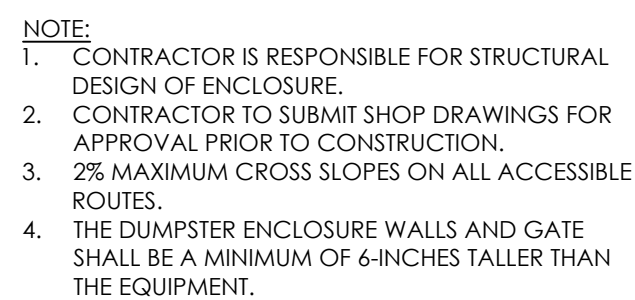 NOTE:
1. CONTRACTOR IS RESPONSIBLE FOR STRUCTURAL
DESIGN OF ENCLOSURE.
2. CONTRACTOR TO SUBMIT SHOP DRAWINGS FOR
APPROVAL PRIOR TO CONSTRUCTION.
3. 2% MAXIMUM CROSS SLOPES ON ALL ACCESSIBLE
ROUTES.
4. THE DUMPSTER ENCLOSURE WALLS AND GATE
SHALL BE A MINIMUM OF 6-INCHES TALLER THAN
THE EQUIPMENT.